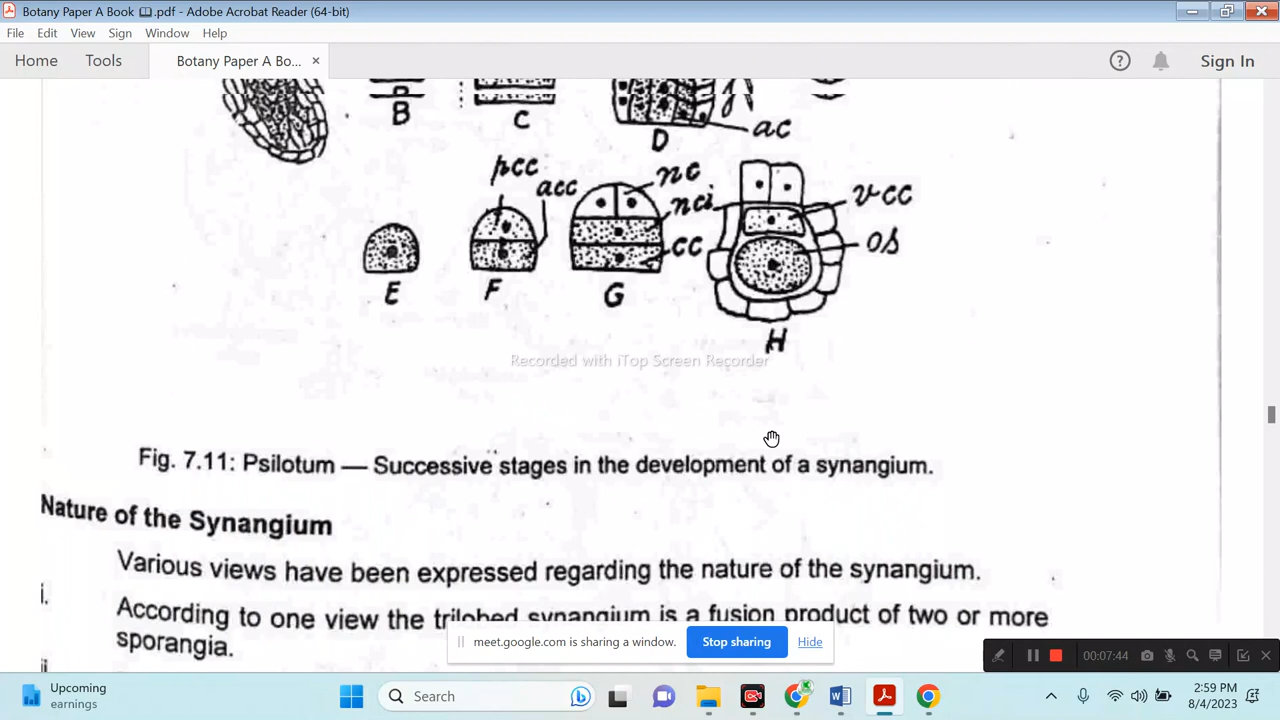 Botany Paper A Book 📖.pdf - Adobe Acrobat Reader (64-bit)
File Edit View Sign Window Help
Home Tools Botany Paper A Bo... × Sign In
B
C
D
ac
pcc
acc
nc
nci
cc
vcc
os
E
F
G
H
Recorded with iTop Screen Recorder
Fig. 7.11: Psilotum — Successive stages in the development of a synangium.
Nature of the Synangium
Various views have been expressed regarding the nature of the synangium.
i. According to one view the trilobed synangium is a fusion product of two or more
sporangia.
ii
meet.google.com is sharing a window. Stop sharing Hide
00:07:44
Upcoming
earnings
Search
2:59 PM
8/4/2023